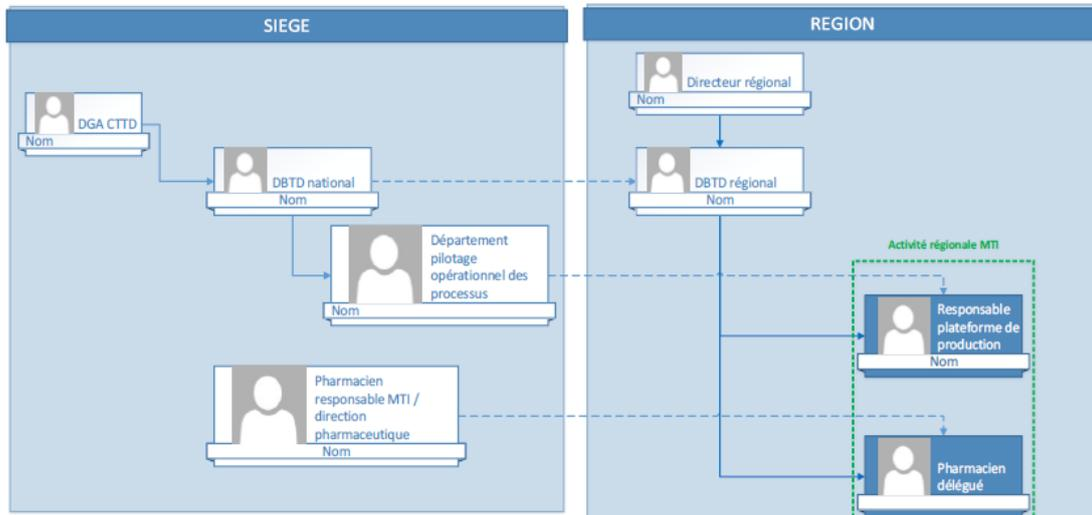 SIEGE
DGA CTTD
Nom
DBTD national
Nom
Département
pilotage
opérationnel des
processus
Nom
Pharmacien
responsable MTI /
direction
pharmaceutique
Nom
REGION
Directeur régional
Nom
DBTD régional
Nom
Activité régionale MTI
Responsable
plateforme de
production
Nom
Pharmacien
délégué